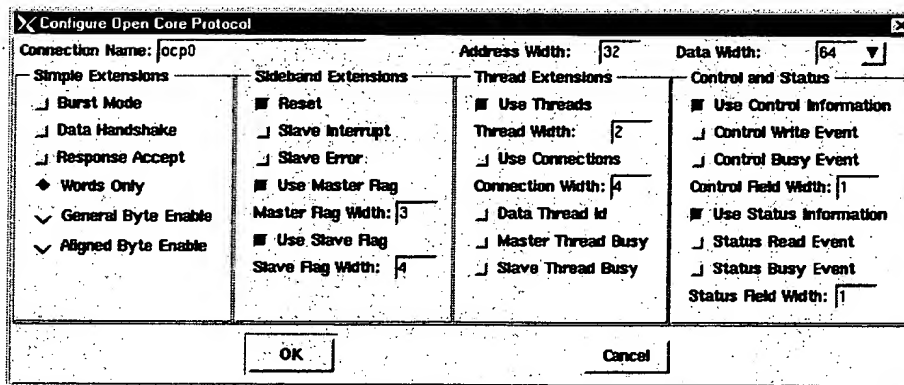 Configure Open Core Protocol
Connection Name: ocp0 Address Width: 32 Data Width: 64
Simple Extensions
Burst Mode
Data Handshake
Response Accept
Words Only
General Byte Enable
Aligned Byte Enable
Sideband Extensions
Reset
Slave Interrupt
Slave Error
Use Master Flag
Master Flag Width: 3
Use Slave Flag
Slave Flag Width: 4
Thread Extensions
Use Threads
Thread Width: 2
Use Connections
Connection Width: 4
Data Thread Id
Master Thread Busy
Slave Thread Busy
Control and Status
Use Control Information
Control Write Event
Control Busy Event
Control Field Width: 1
Use Status Information
Status Read Event
Status Busy Event
Status Field Width: 1
OK Cancel